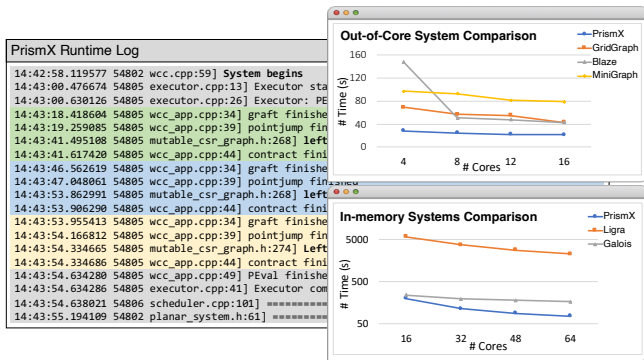 PrismX Runtime Log
14:42:58.119577 54802 wcc.cpp:59] System begins
14:43:00.476674 54805 executor.cpp:13] Executor sta
14:43:00.630126 54805 executor.cpp:26] Executor: PE
14:43:18.418604 54805 wcc_app.cpp:34] graft finishe
14:43:19.259085 54805 wcc_app.cpp:39] pointjump fin
14:43:41.495108 54805 mutable_csr_graph.h:268] left
14:43:41.617420 54805 wcc_app.cpp:44] contract fini
14:43:46.562619 54805 wcc_app.cpp:34] graft finishe
14:43:47.048061 54805 wcc_app.cpp:39] pointjump finished
14:43:53.862991 54805 mutable_csr_graph.h:268] left
14:43:53.906290 54805 wcc_app.cpp:44] contract fini
14:43:53.955413 54805 wcc_app.cpp:34] graft finishe
14:43:54.166812 54805 wcc_app.cpp:39] pointjump fin
14:43:54.334665 54805 mutable_csr_graph.h:274] Left
14:43:54.334686 54805 wcc_app.cpp:44] contract fini
14:43:54.634280 54805 wcc_app.cpp:49] PEval finishe
14:43:54.634286 54805 executor.cpp:41] Executor com
14:43:54.638021 54806 scheduler.cpp:101] ==========
14:43:55.194109 54802 planar_system.h:61] =========
Out-of-Core System Comparison
PrismX
GridGraph
Blaze
MiniGraph
# Time (s)
160
120
80
40
0
4 8 12 16
# Cores
In-memory Systems Comparison
PrismX
Ligra
Galois
# Time (s)
5000
500
50
16 32 48 64
# Cores